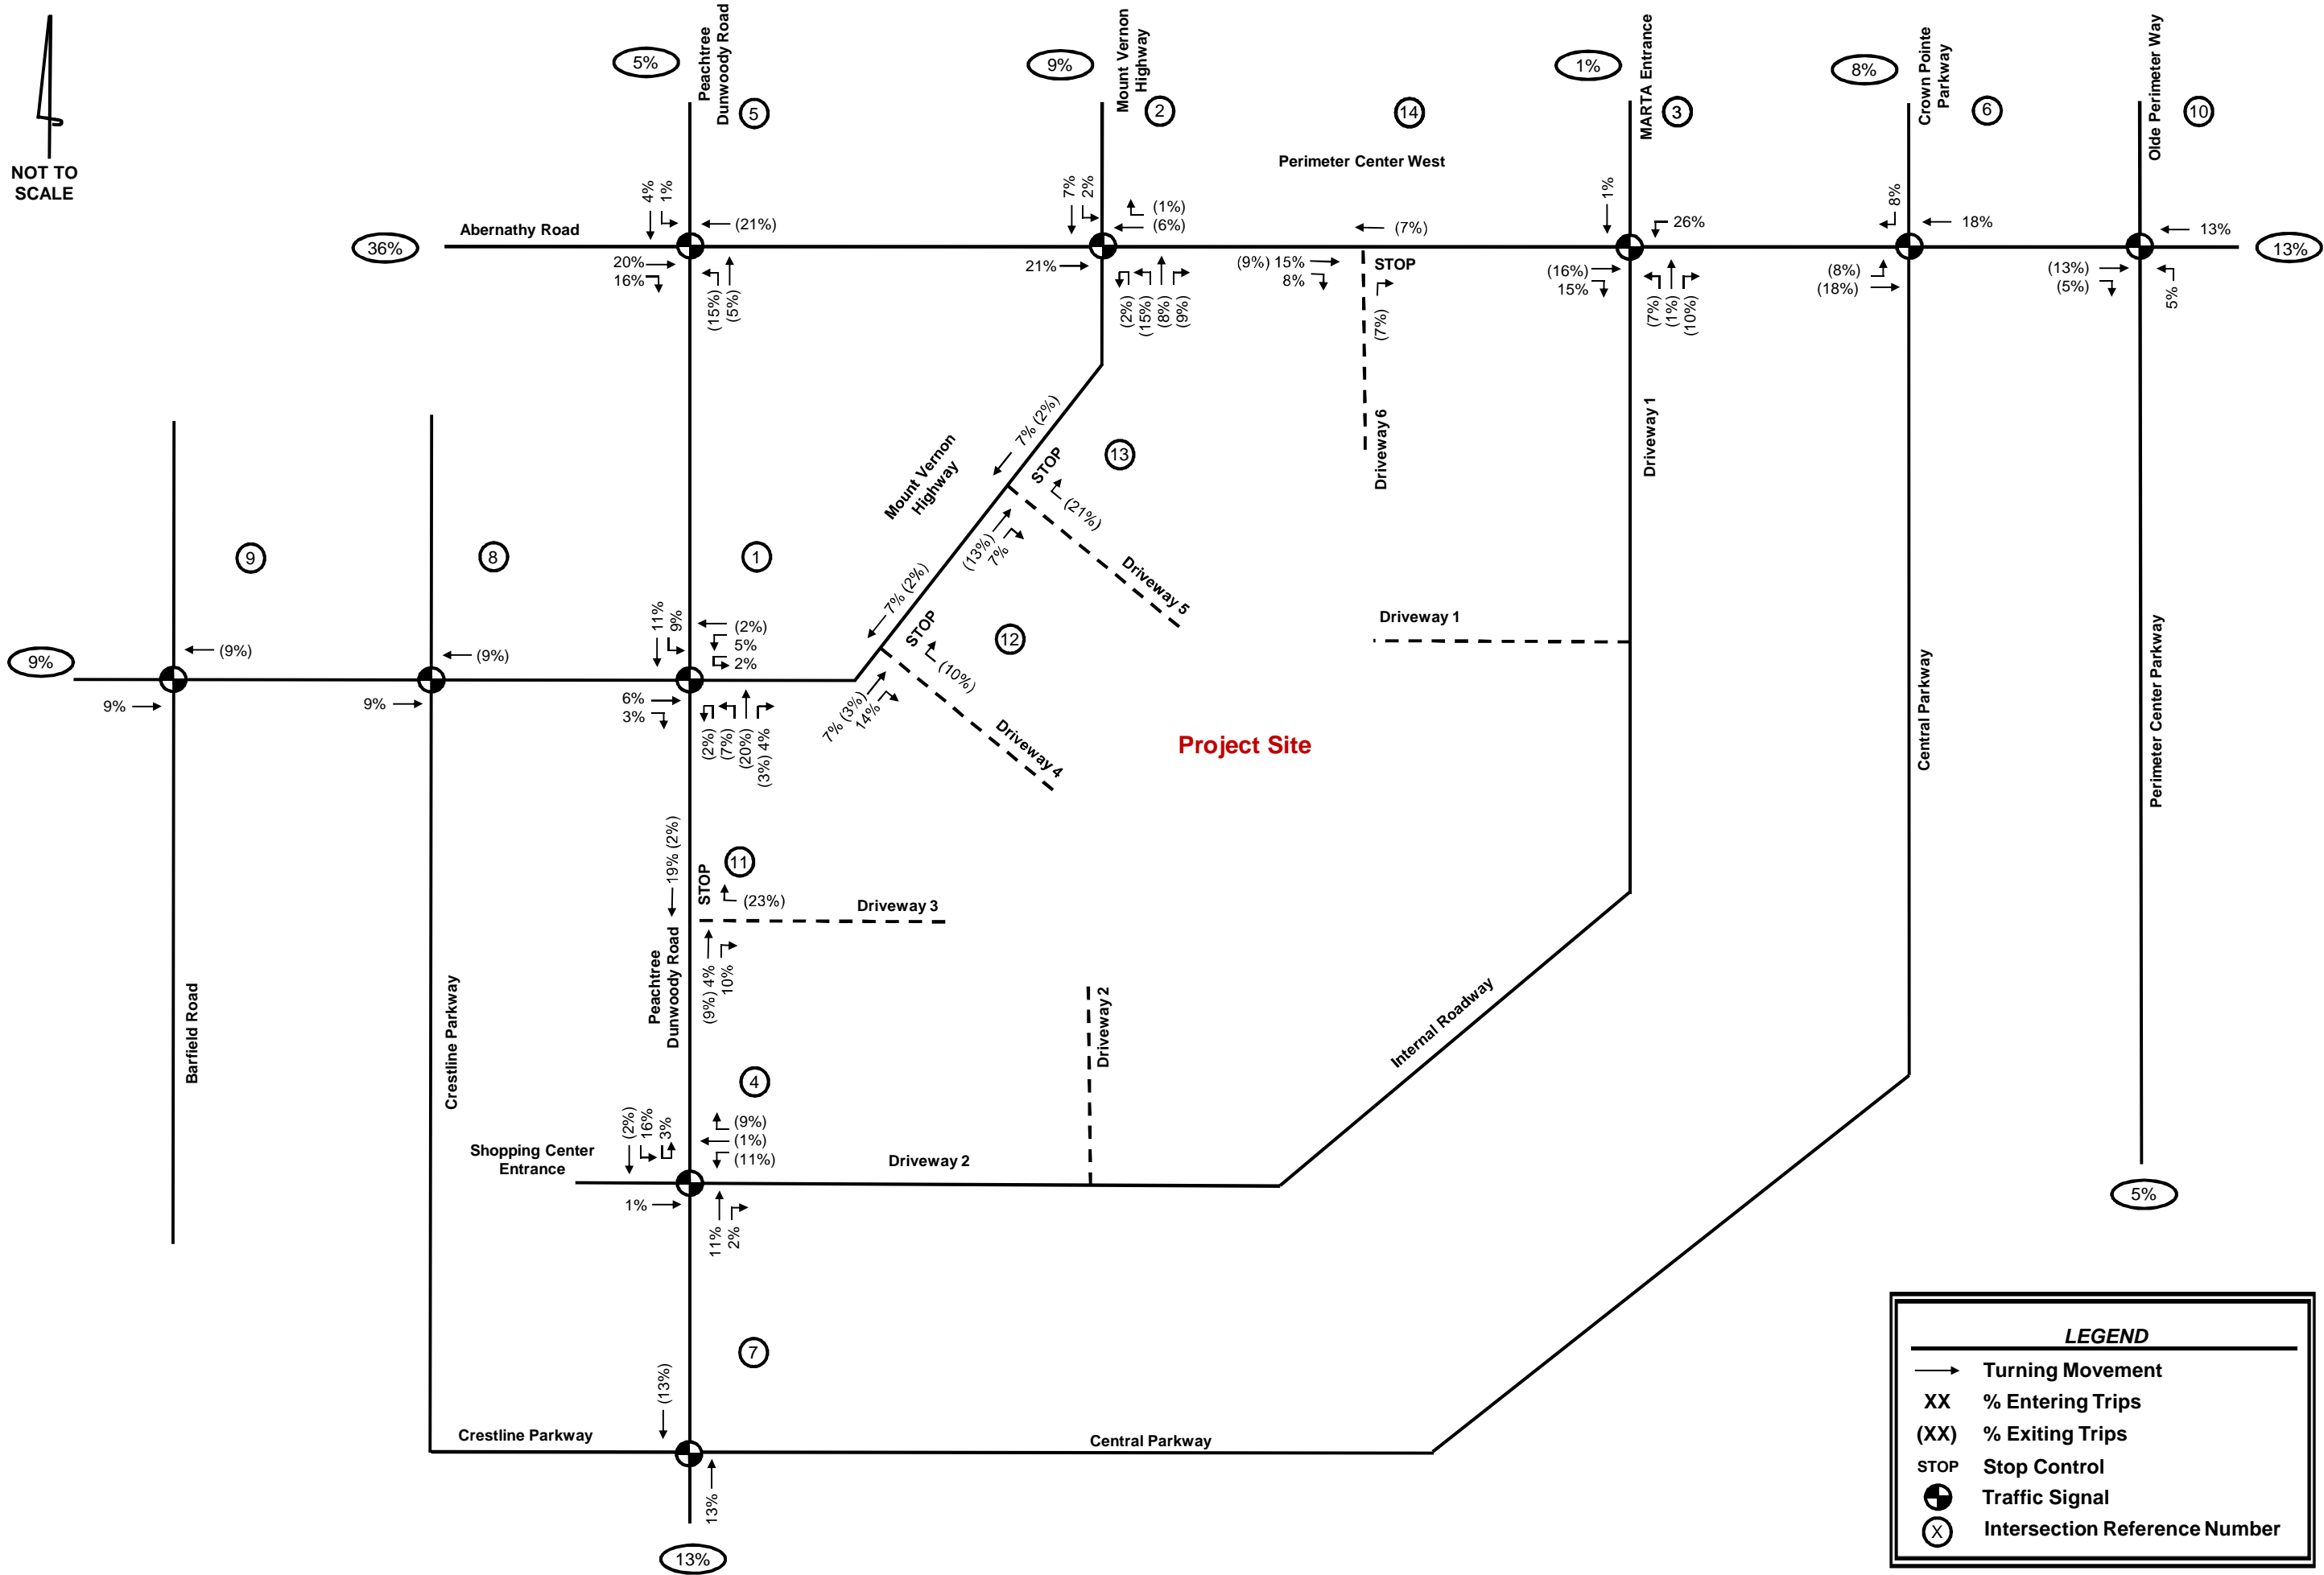 NOT TO
SCALE
5%
Peachtree
Dunwoody Road
5
9%
Mount Vernon
Highway
2
14
Perimeter Center West
1%
MARTA Entrance
3
8%
Crown Pointe
Parkway
6
Olde Perimeter Way
10
36%
Abernathy Road
4%
1%
(21%)
20%
16%
(15%)
(5%)
7%
2%
(1%)
(6%)
21%
(2%)
(15%)
(8%)
(9%)
(7%)
(9%) 15%
8%
STOP
(7%)
Driveway 6
1%
26%
(16%)
15%
(7%)
(1%)
(10%)
Driveway 1
8%
18%
(8%)
(18%)
13%
13%
(13%)
(5%)
5%
Mount Vernon
Highway
7% (2%)
STOP
13
(21%)
(13%)
7%
Driveway 5
7% (2%)
STOP
12
(10%)
7% (3%)
14%
Driveway 4
9
8
1
9%
(9%)
9%
(9%)
9%
11%
9%
(2%)
5%
2%
6%
3%
(2%)
(7%)
(20%)
(3%) 4%
Driveway 1
Project Site
Central Parkway
Perimeter Center Parkway
19% (2%)
STOP
11
(23%)
Driveway 3
Peachtree
Dunwoody Road
(9%) 4%
10%
Barfield Road
Crestline Parkway
Driveway 2
Internal Roadway
4
(2%)
16%
3%
(9%)
(1%)
(11%)
Shopping Center
Entrance
Driveway 2
1%
11%
2%
5%
7
(13%)
Crestline Parkway
Central Parkway
13%
13%
LEGEND
Turning Movement
XX % Entering Trips
(XX) % Exiting Trips
STOP Stop Control
Traffic Signal
X Intersection Reference Number